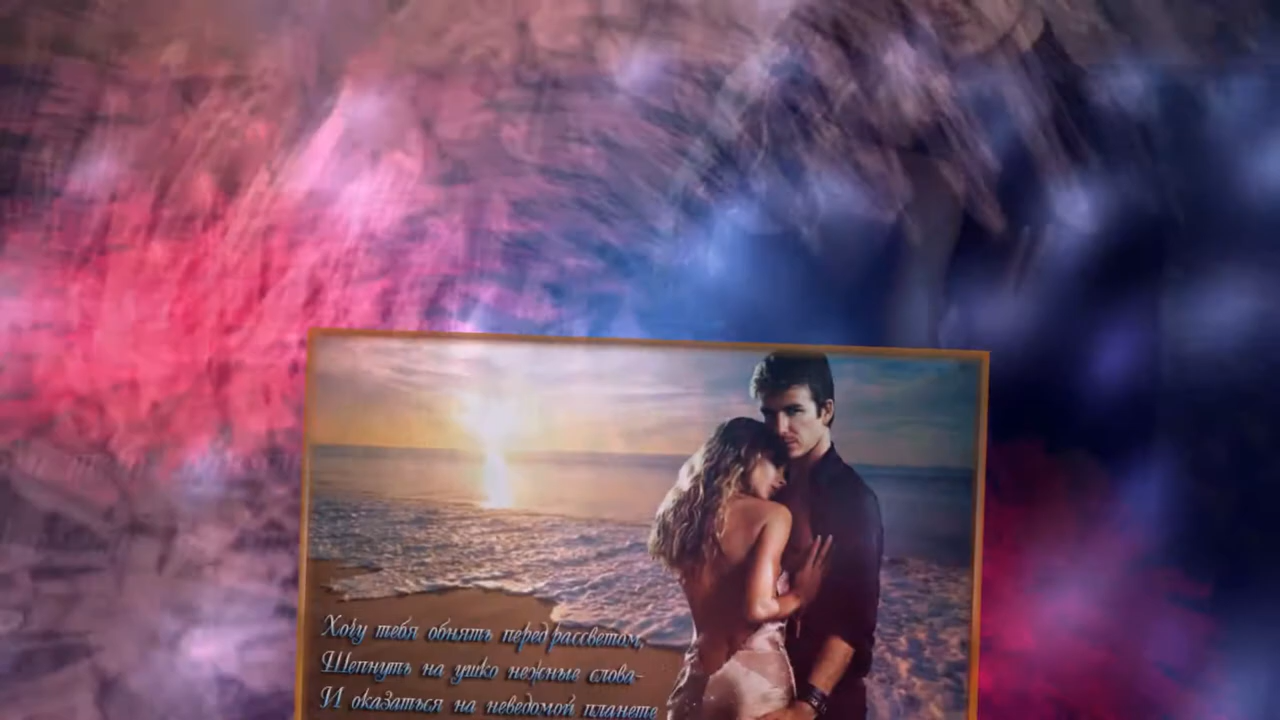 Хочу тебя обнять перед рассветом,
Шепнуть на ушко нежные слова-
И оказаться на неведомой планете